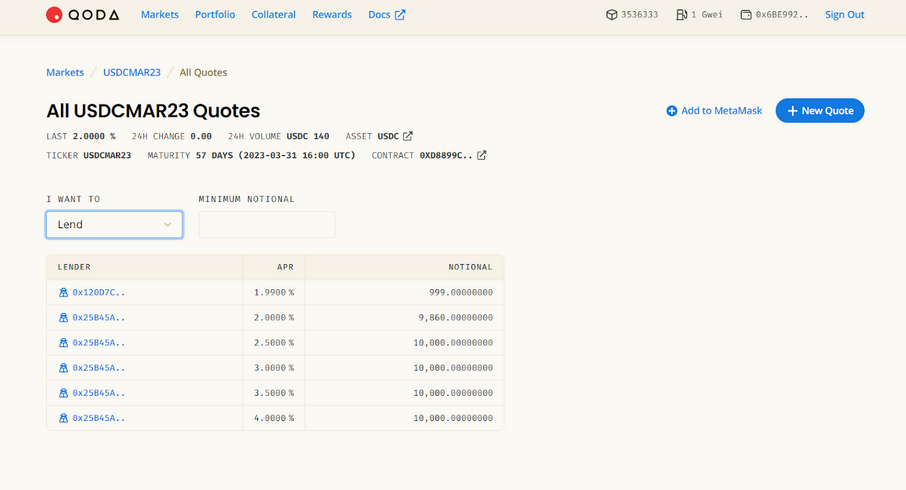 QODA Markets Portfolio Collateral Rewards Docs 3536333 1 Gwei 0x6BE992.. Sign Out
Markets / USDCMAR23 / All Quotes
All USDCMAR23 Quotes
Add to MetaMask
New Quote
LAST 2.0000 % 24H CHANGE 0.00 24H VOLUME USDC 140 ASSET USDC
TICKER USDCMAR23 MATURITY 57 DAYS (2023-03-31 16:00 UTC) CONTRACT 0XD8899C..
I WANT TO MINIMUM NOTIONAL
Lend
LENDER APR NOTIONAL
0x120D7C.. 1.9900 % 999.00000000
0x25B45A.. 2.0000 % 9,860.00000000
0x25B45A.. 2.5000 % 10,000.00000000
0x25B45A.. 3.0000 % 10,000.00000000
0x25B45A.. 3.5000 % 10,000.00000000
0x25B45A.. 4.0000 % 10,000.00000000